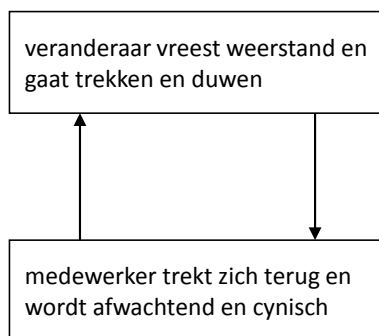 veranderaar vreest weerstand en
gaat trekken en duwen
medewerker trekt zich terug en
wordt afwachtend en cynisch